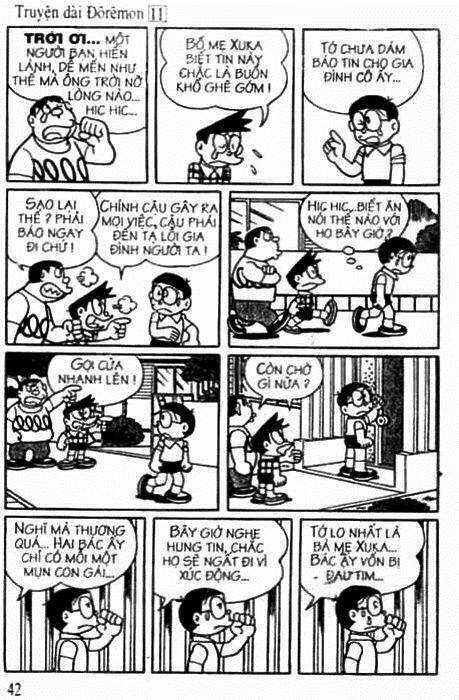 Truyện dài Đôrêmon 11
TRỜI ƠI... MỘT
NGƯỜI BẠN HIỀN
LÀNH, DỄ MẾN NHƯ
THẾ MÀ ÔNG TRỜI NỠ
LÒNG NÀO...
HIC HIC...
BỐ MẸ XUKA
BIẾT TIN NÀY
CHẮC LÀ BUỒN
KHỔ GHÊ GỚM !
TỚ CHƯA DÁM
BÁO TIN CHO GIA
ĐÌNH CÔ ẤY...
SAO LẠI
THẾ ? PHẢI
BÁO NGAY
ĐI CHỨ !
CHÍNH CẬU GÂY RA
MỌI VIỆC, CẬU PHẢI
ĐẾN TẠ LỖI GIA
ĐÌNH NGƯỜI TA !
HIC HIC...BIẾT ĂN
NÓI THẾ NÀO VỚI
HỌ BÂY GIỜ ?
GỌI CỬA
NHANH LÊN !
CÒN CHỜ
GÌ NỮA ?
NGHĨ MÀ THƯƠNG
QUÁ... HAI BÁC ẤY
CHỈ CÓ MỖI MỘT
MỤN CON GÁI...
BÂY GIỜ NGHE
HUNG TIN, CHẮC
HỌ SẼ NGẤT ĐI VÌ
XÚC ĐỘNG...
TỚ LO NHẤT LÀ
BÀ MẸ XUKA...
BÁC ẤY VỐN BỊ
ĐAU TIM...
42